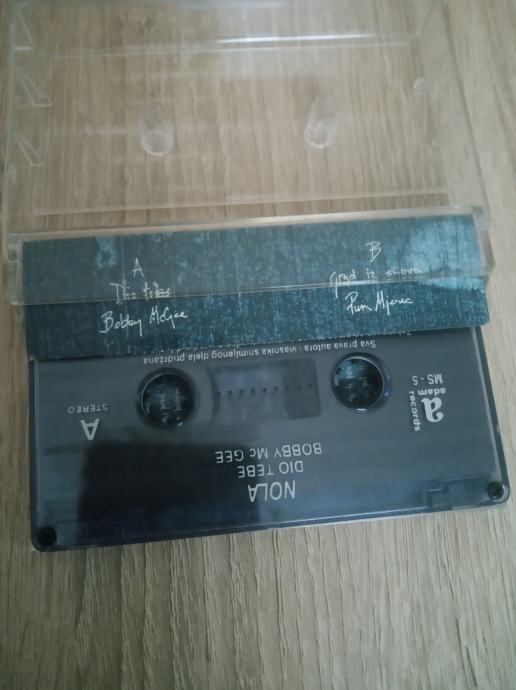 A
Dio tebe
Bobby McGee
B
Grad iz snova
Pun Mjesec
Sva prava autora i vlasnika snimljenog djela pridržana
adam
records
MS - 5
A
STEREO
NOLA
DIO TEBE
BOBBY Mc GEE